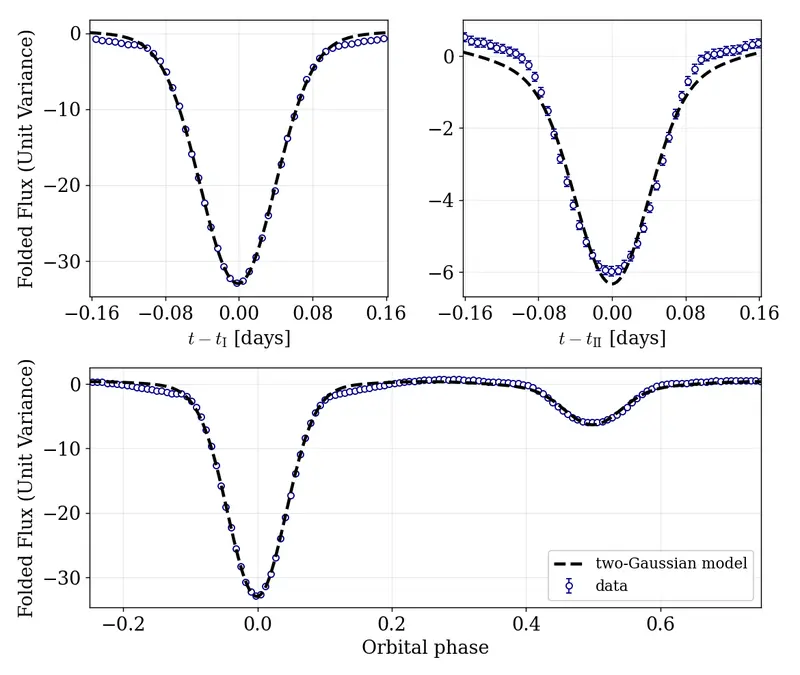 Folded Flux (Unit Variance)
0
−10
−20
−30
−0.16 −0.08 0.00 0.08 0.16
t − t_I [days]
0
−2
−4
−6
−0.16 −0.08 0.00 0.08 0.16
t − t_II [days]
Folded Flux (Unit Variance)
0
−10
−20
−30
−0.2 0.0 0.2 0.4 0.6
Orbital phase
two-Gaussian model
data